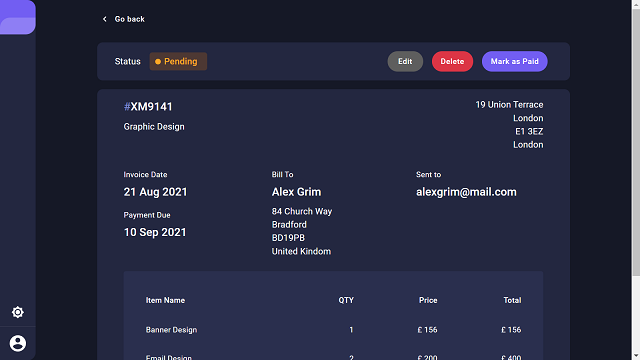 Go back
Status
Pending
Edit
Delete
Mark as Paid
#XM9141
Graphic Design
19 Union Terrace
London
E1 3EZ
London
Invoice Date
21 Aug 2021
Payment Due
10 Sep 2021
Bill To
Alex Grim
84 Church Way
Bradford
BD19PB
United Kindom
Sent to
alexgrim@mail.com
Item Name QTY Price Total
Banner Design 1 £ 156 £ 156
Email Design 2 £ 200 £ 400